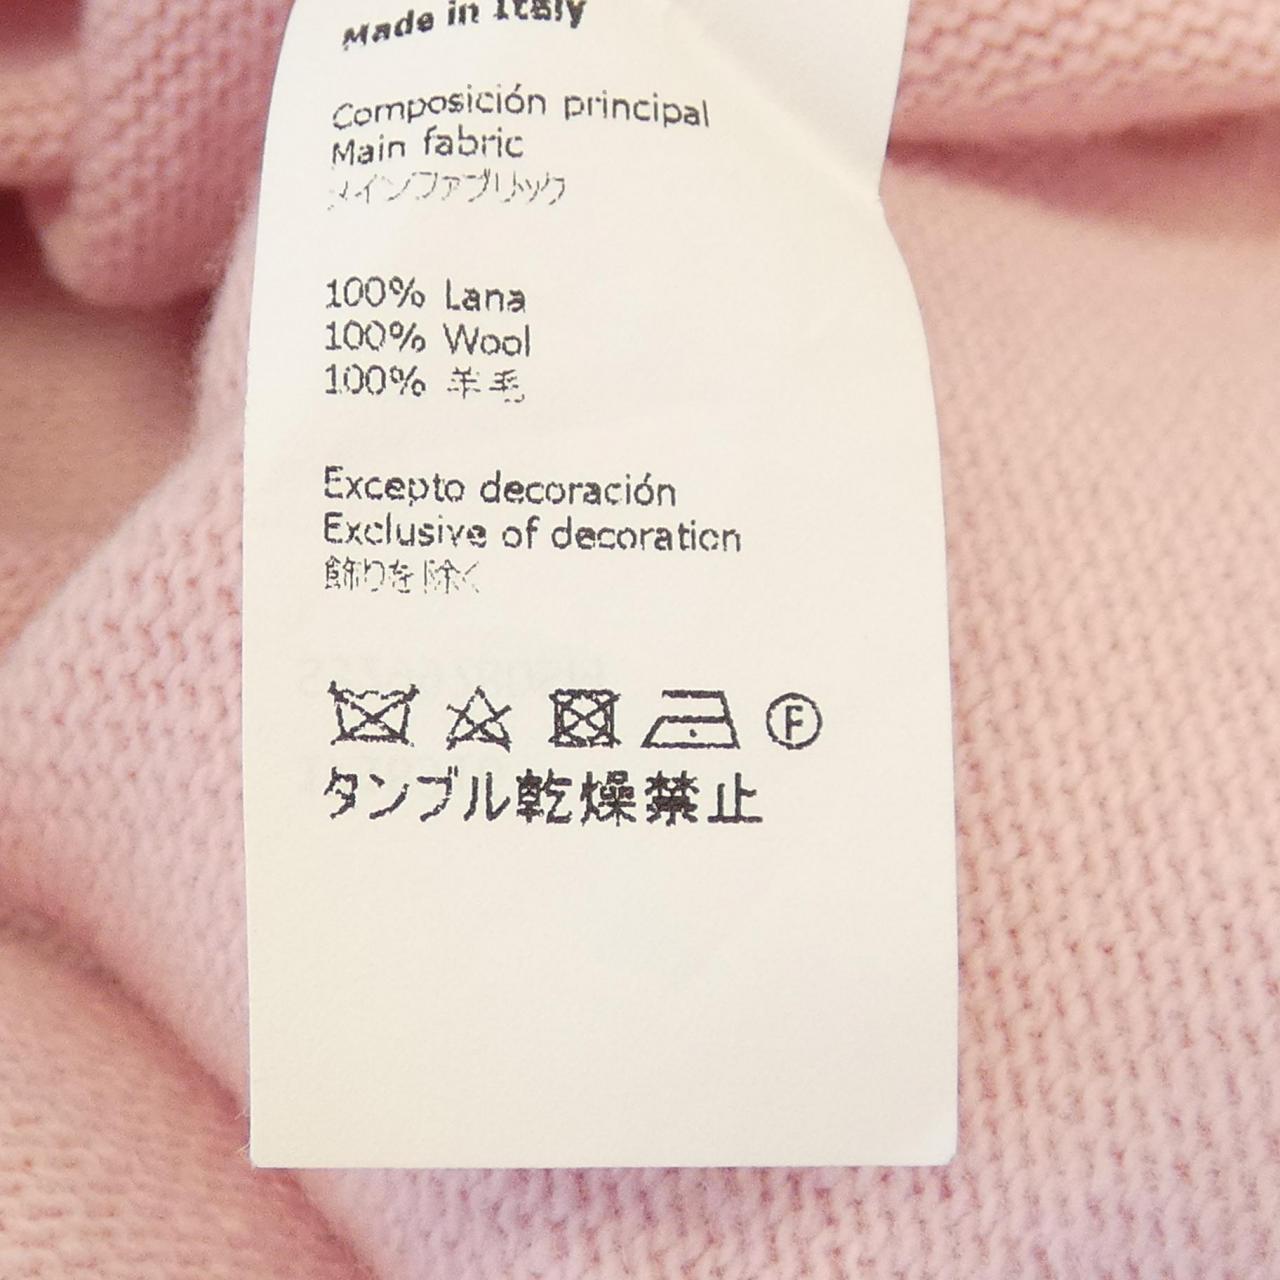 Made in Italy
Composición principal
Main fabric
メインファブリック
100% Lana
100% Wool
100% 羊毛
Excepto decoración
Exclusive of decoration
飾りを除く
F
タンブル乾燥禁止